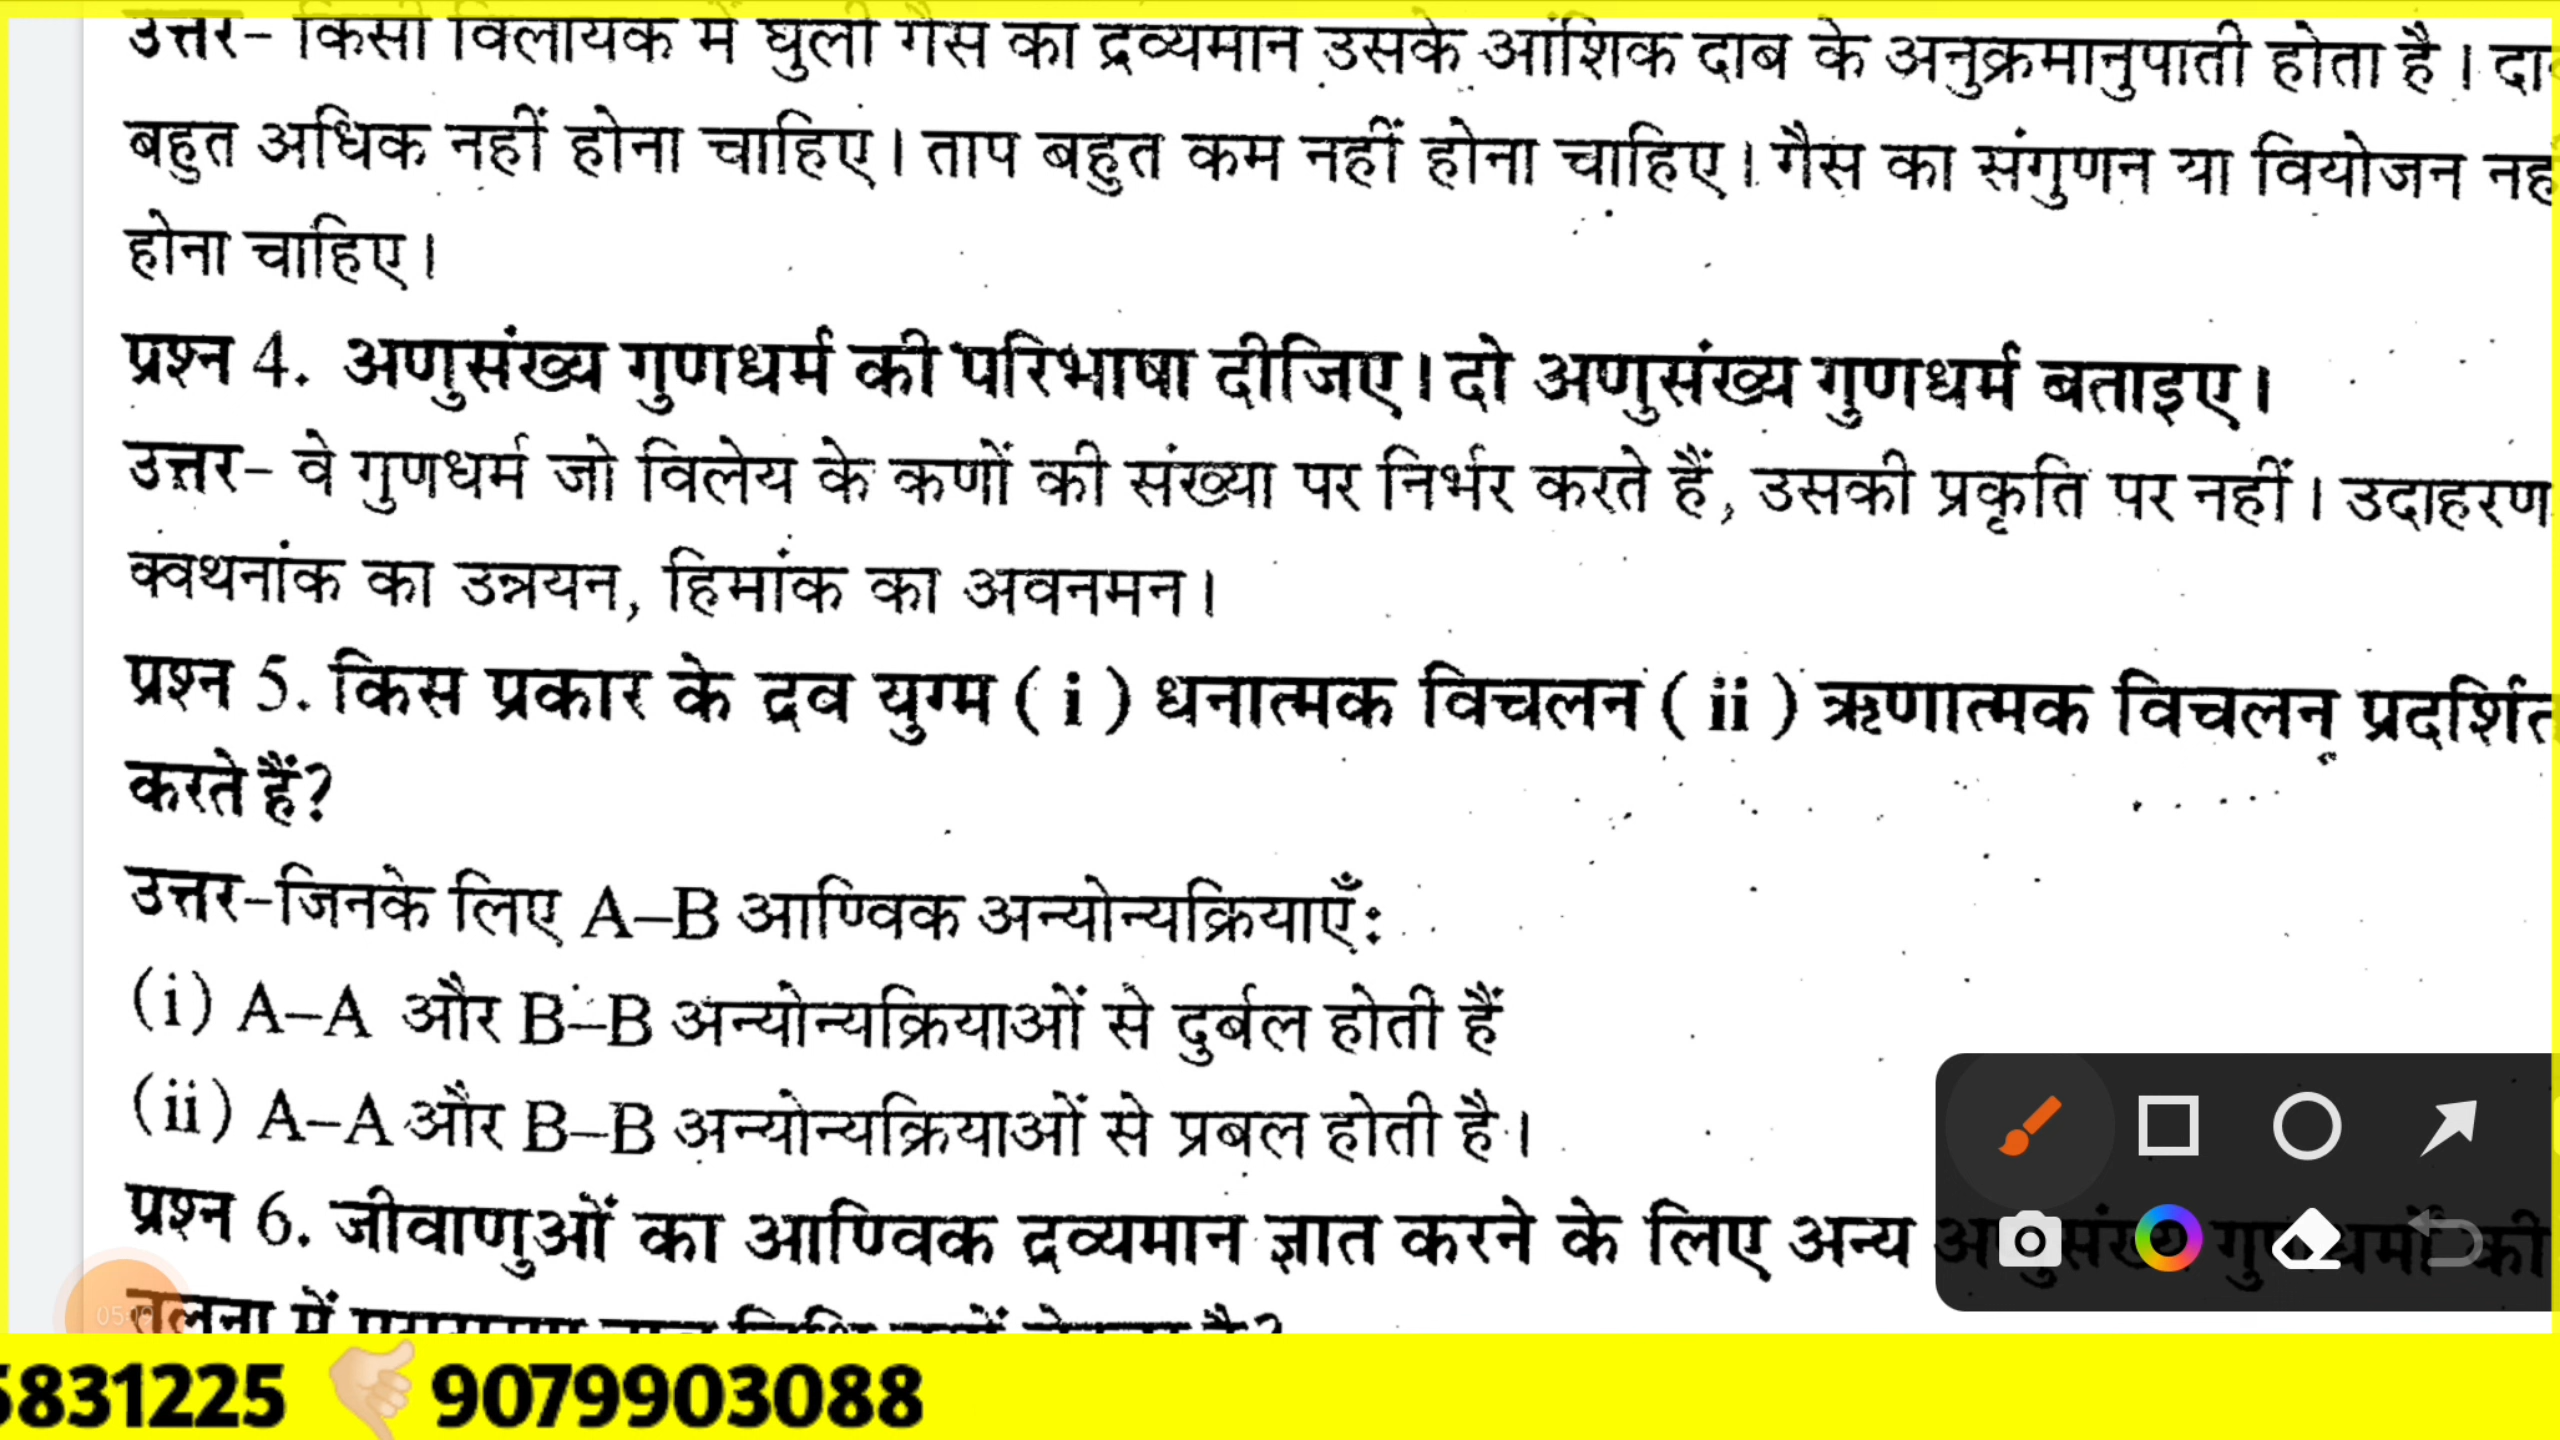 उत्तर- किसी विलायक में घुली गैस का द्रव्यमान उसके आंशिक दाब के अनुक्रमानुपाती होता है।
बहुत अधिक नहीं होना चाहिए। ताप बहुत कम नहीं होना चाहिए। गैस का संगुणन या वियोजन
होना चाहिए।
प्रश्न 4. अणुसंख्य गुणधर्म की परिभाषा दीजिए। दो अणुसंख्य गुणधर्म बताइए।
उत्तर- वे गुणधर्म जो विलेय के कणों की संख्या पर निर्भर करते हैं, उसकी प्रकृति पर नहीं। उदाहरण
क्वथनांक का उन्नयन, हिमांक का अवनमन।
प्रश्न 5. किस प्रकार के द्रव युग्म ( i ) धनात्मक विचलन ( ii ) ऋणात्मक विचलन प्रदर्शित
करते हैं?
उत्तर-जिनके लिए A–B आण्विक अन्योन्यक्रियाएँ:
(i) A–A और B–B अन्योन्यक्रियाओं से दुर्बल होती हैं
(ii) A–A और B–B अन्योन्यक्रियाओं से प्रबल होती है।
प्रश्न 6. जीवाणुओं का आण्विक द्रव्यमान ज्ञात करने के लिए अन्य अणुसंख्य गुणधर्मों की
तुलना में
5831225 9079903088